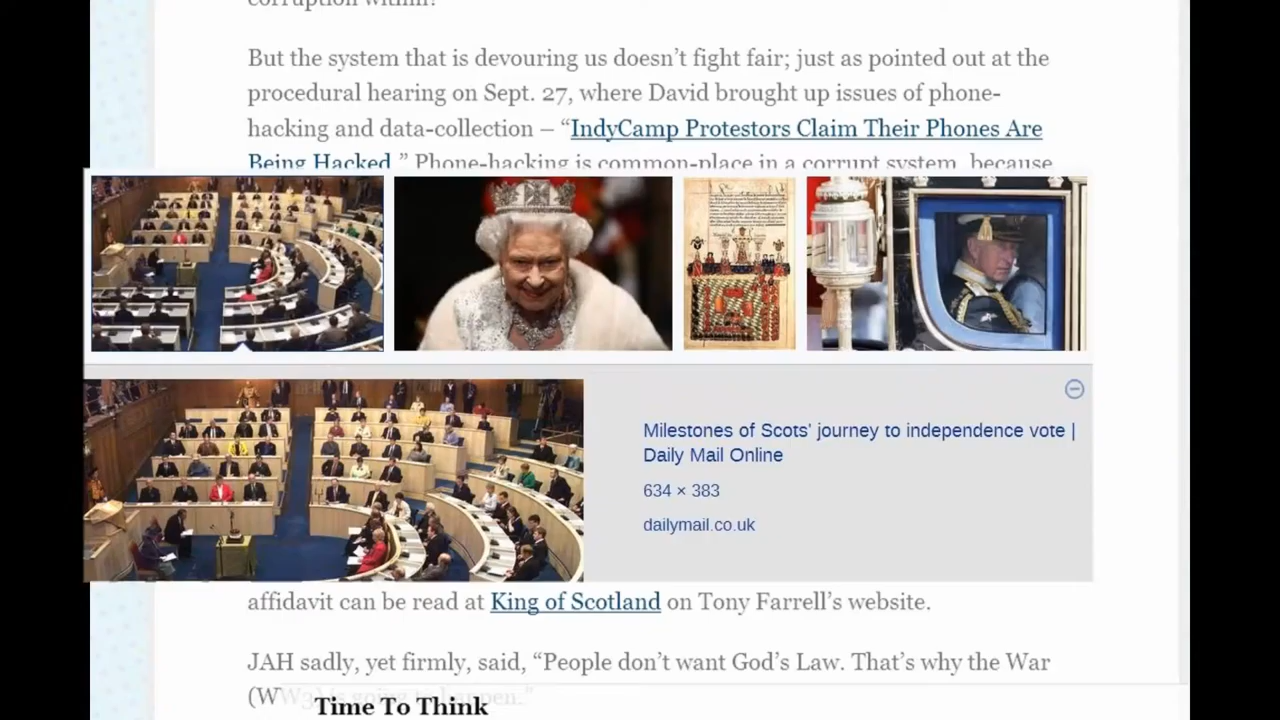 corruption within?
But the system that is devouring us doesn’t fight fair; just as pointed out at the
procedural hearing on Sept. 27, where David brought up issues of phone-
hacking and data-collection – “IndyCamp Protestors Claim Their Phones Are
Being Hacked.” Phone-hacking is common-place in a corrupt system, because
Milestones of Scots' journey to independence vote |
Daily Mail Online
634 × 383
dailymail.co.uk
affidavit can be read at King of Scotland on Tony Farrell’s website.
JAH sadly, yet firmly, said, “People don’t want God’s Law. That’s why the War
(WW3) is going to happen.”
Time To Think